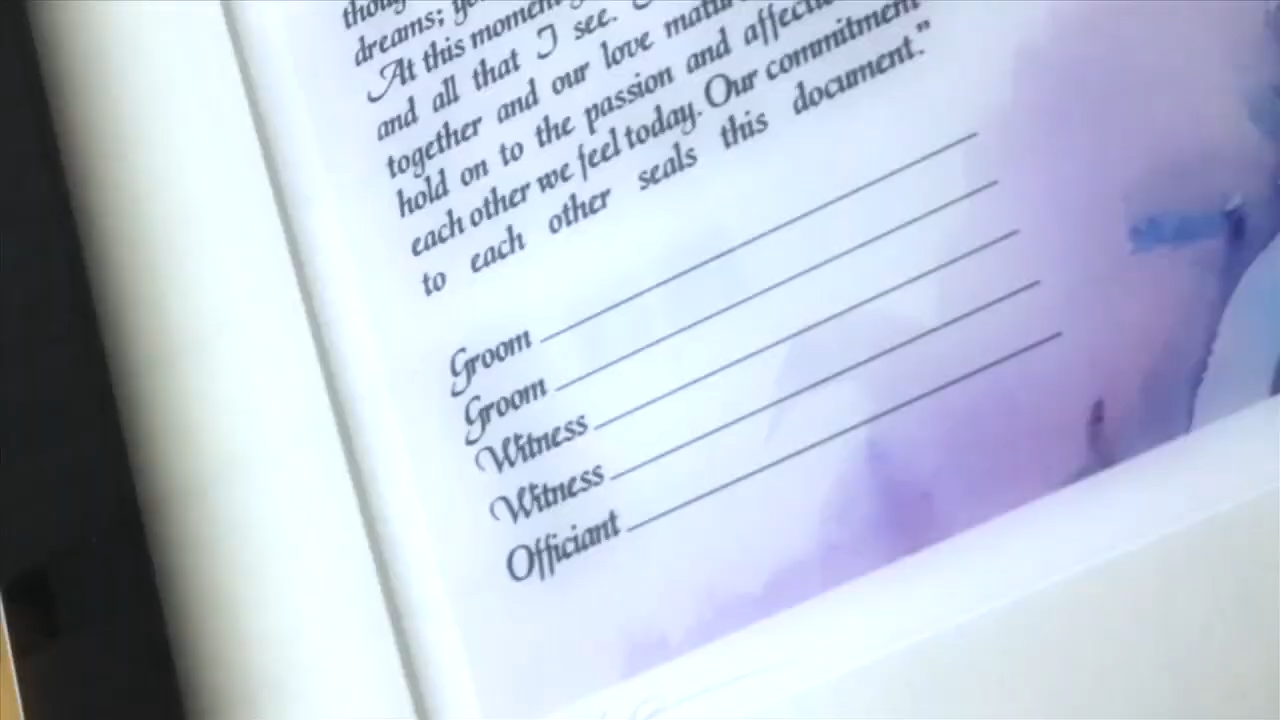 dreams;
At this moment
and all that I see.
together and our love
hold on to the passion and
each other we feel today. Our commitment
to each other seals this document."
Groom
Groom
Witness
Witness
Officiant